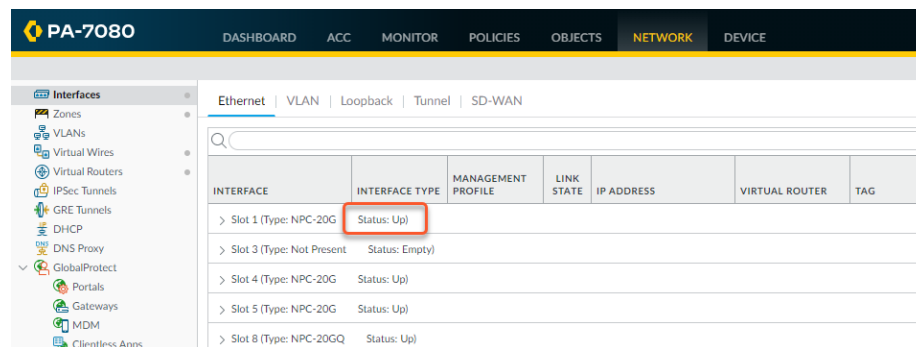 PA-7080
DASHBOARD ACC MONITOR POLICIES OBJECTS NETWORK DEVICE
Interfaces
Zones
VLANs
Virtual Wires
Virtual Routers
IPSec Tunnels
GRE Tunnels
DHCP
DNS Proxy
GlobalProtect
Portals
Gateways
MDM
Clientless Apps
Ethernet | VLAN | Loopback | Tunnel | SD-WAN
INTERFACE INTERFACE TYPE MANAGEMENT PROFILE LINK STATE IP ADDRESS VIRTUAL ROUTER TAG
Slot 1 (Type: NPC-20G Status: Up)
Slot 3 (Type: Not Present Status: Empty)
Slot 4 (Type: NPC-20G Status: Up)
Slot 5 (Type: NPC-20G Status: Up)
Slot 8 (Type: NPC-20GQ Status: Up)